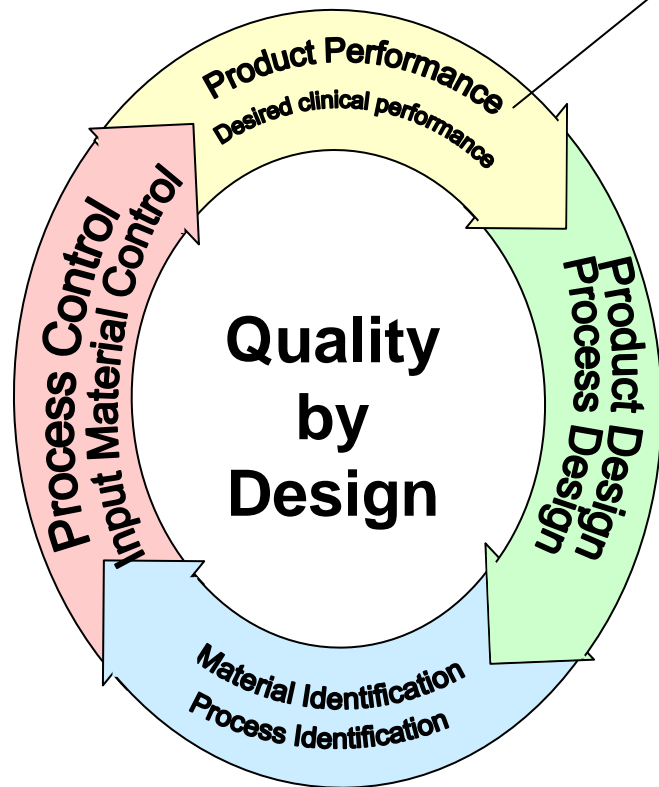 Product Performance
Desired clinical performance
Product Design
Process Design
Material Identification
Process Identification
Process Control
Input Material Control
Quality
by
Design